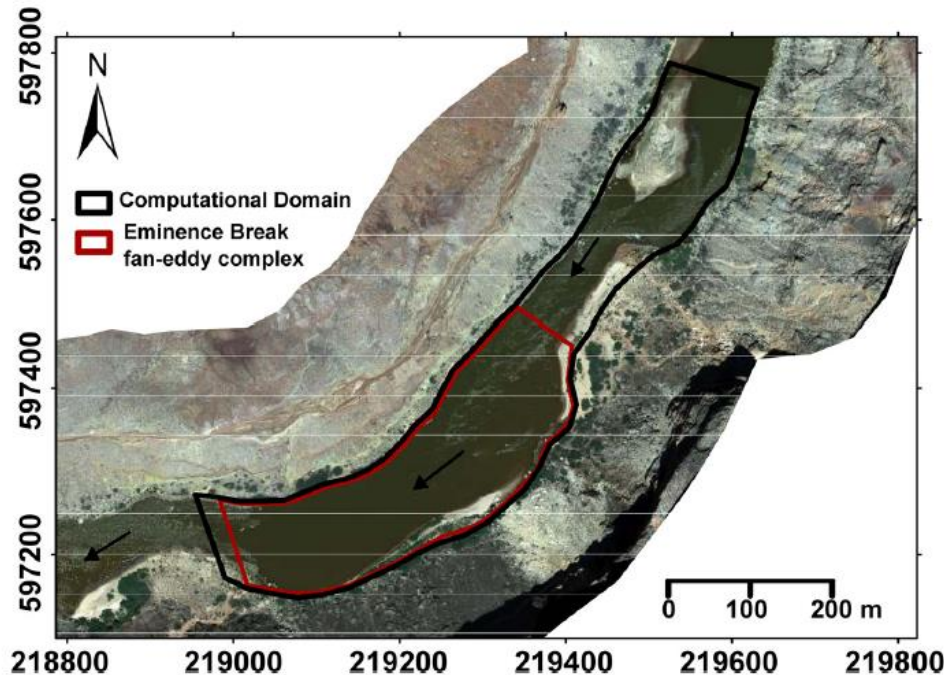 597800
597600
597400
597200
N
Computational Domain
Eminence Break
fan-eddy complex
0 100 200 m
218800 219000 219200 219400 219600 219800